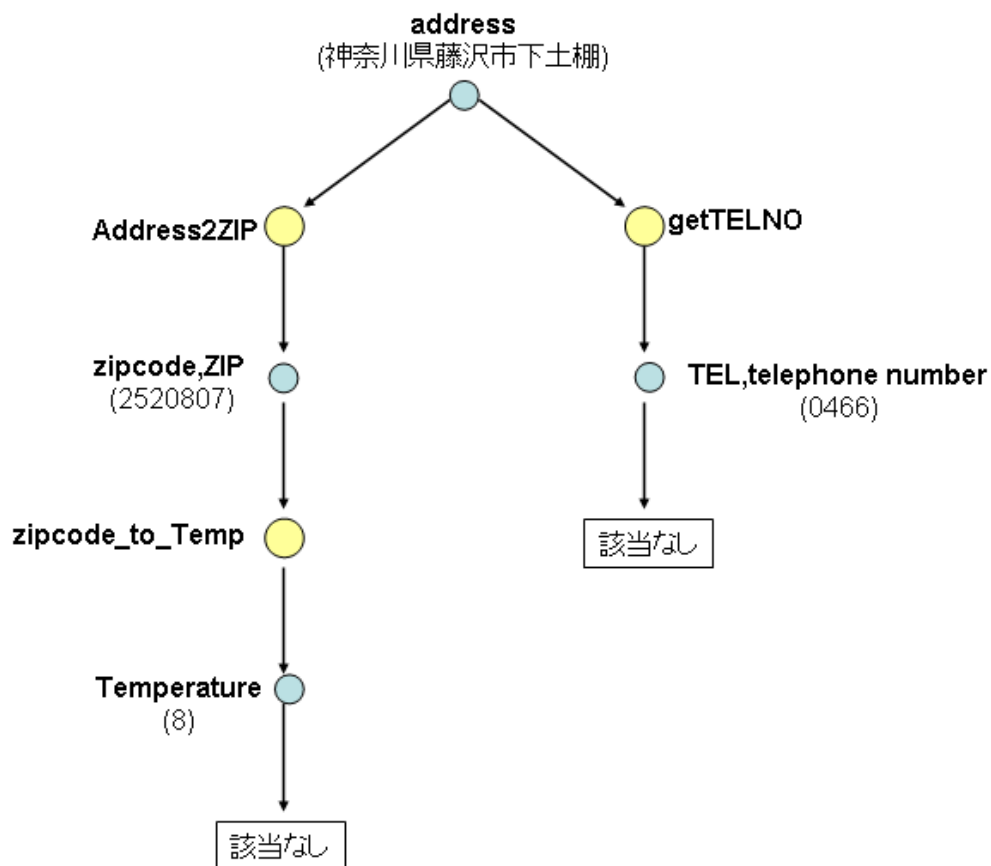 address
(神奈川県藤沢市下土棚)
Address2ZIP
getTELNO
zipcode,ZIP
(2520807)
TEL,telephone number
(0466)
zipcode_to_Temp
該当なし
Temperature
(8)
該当なし